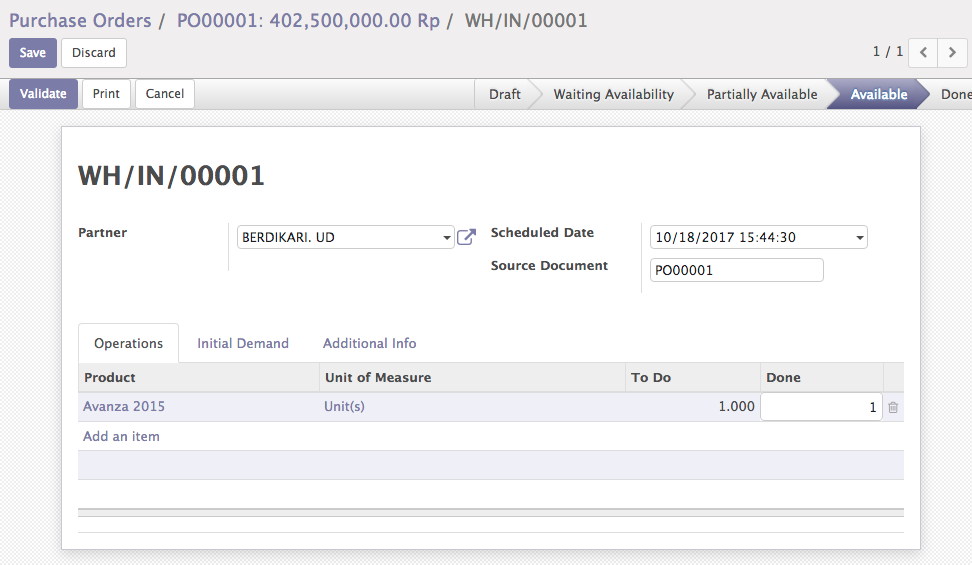 Purchase Orders / PO00001: 402,500,000.00 Rp / WH/IN/00001
Save Discard 1 / 1
Validate Print Cancel Draft Waiting Availability Partially Available Available Done
WH/IN/00001
Partner BERDIKARI. UD Scheduled Date 10/18/2017 15:44:30
Source Document PO00001
Operations Initial Demand Additional Info
Product Unit of Measure To Do Done
Avanza 2015 Unit(s) 1.000 1
Add an item